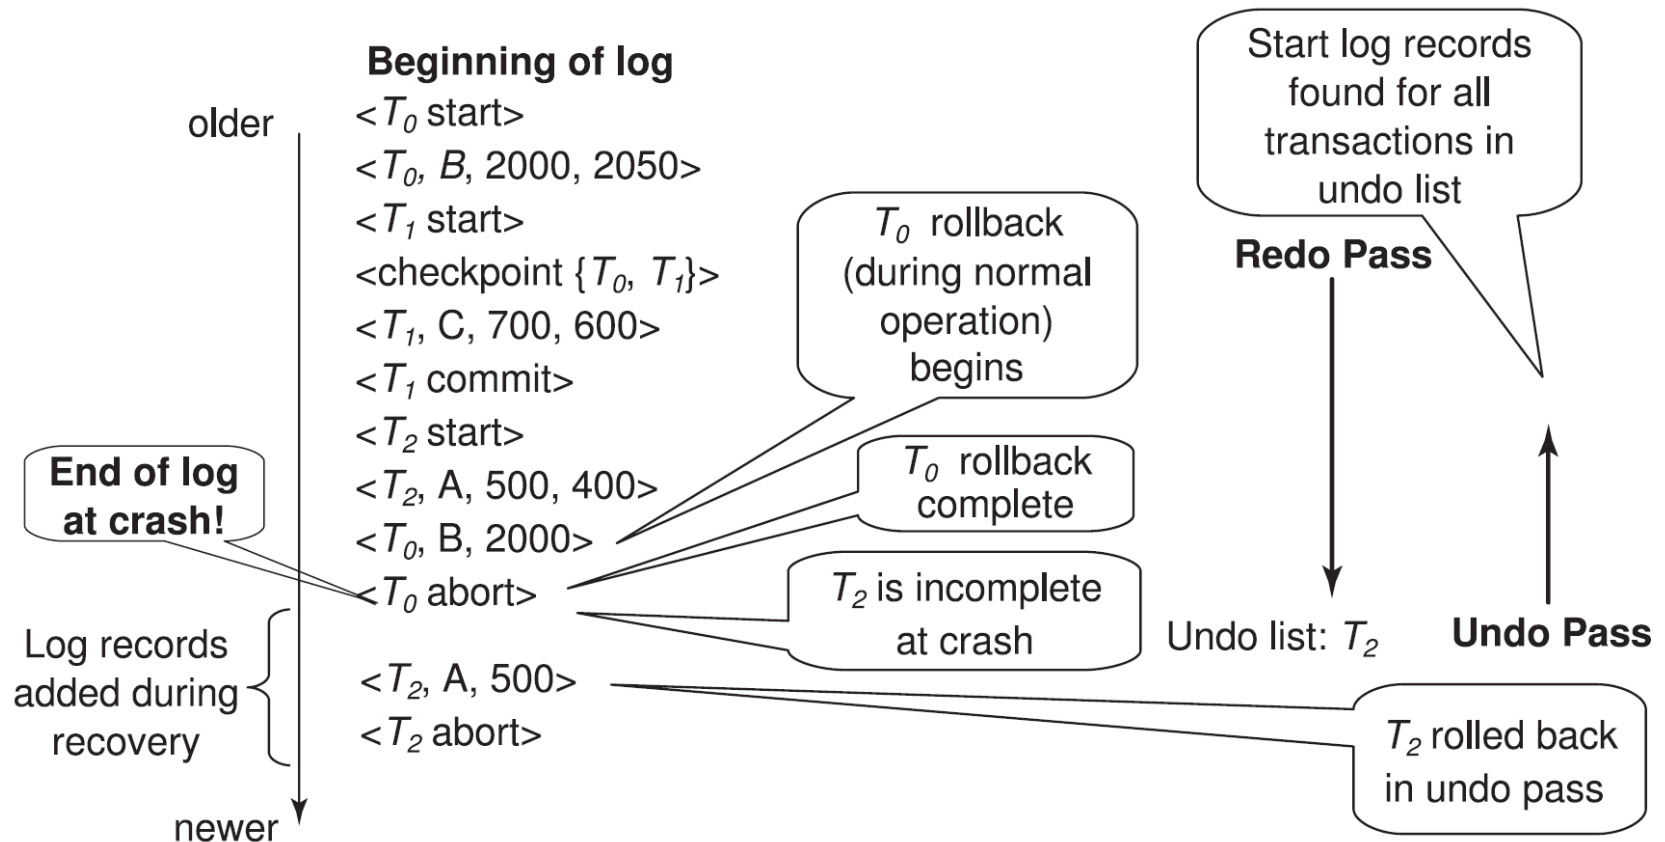 Beginning of log
older
<T0 start>
<T0, B, 2000, 2050>
<T1 start>
<checkpoint {T0, T1}>
<T1, C, 700, 600>
<T1 commit>
<T2 start>
<T2, A, 500, 400>
<T0, B, 2000>
<T0 abort>
<T2, A, 500>
<T2 abort>
newer
End of log
at crash!
Log records
added during
recovery
T0 rollback
(during normal
operation)
begins
T0 rollback
complete
T2 is incomplete
at crash
Start log records
found for all
transactions in
undo list
Redo Pass
Undo list: T2
Undo Pass
T2 rolled back
in undo pass